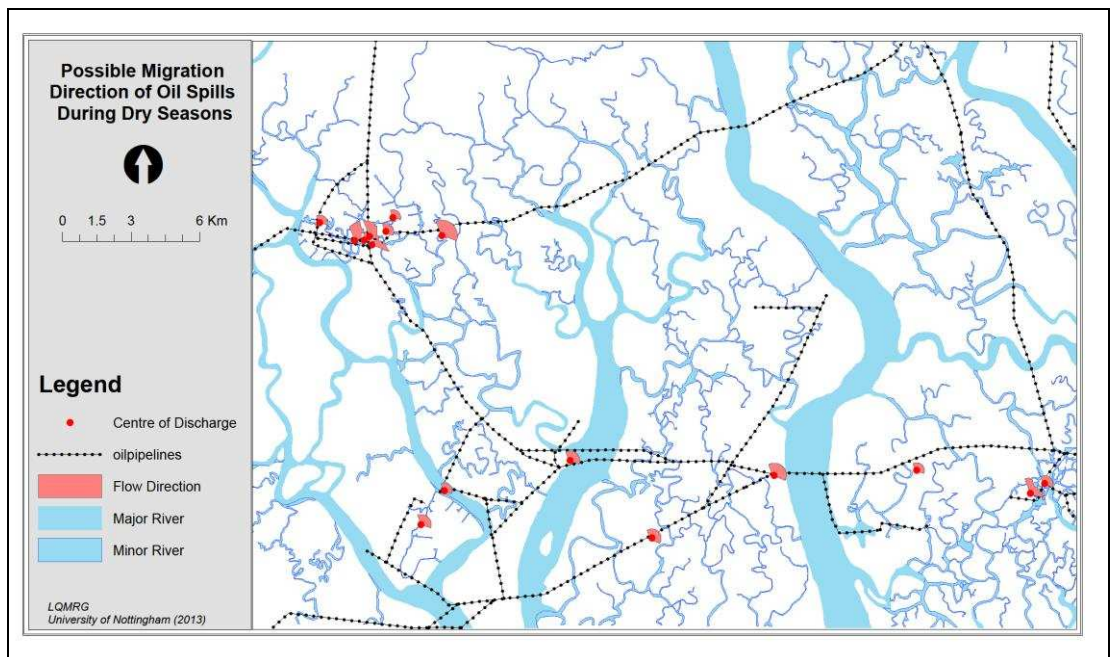 Possible Migration
Direction of Oil Spills
During Dry Seasons
0 1.5 3 6 Km
Legend
Centre of Discharge
oilpipelines
Flow Direction
Major River
Minor River
LQMRG
University of Nottingham (2013)